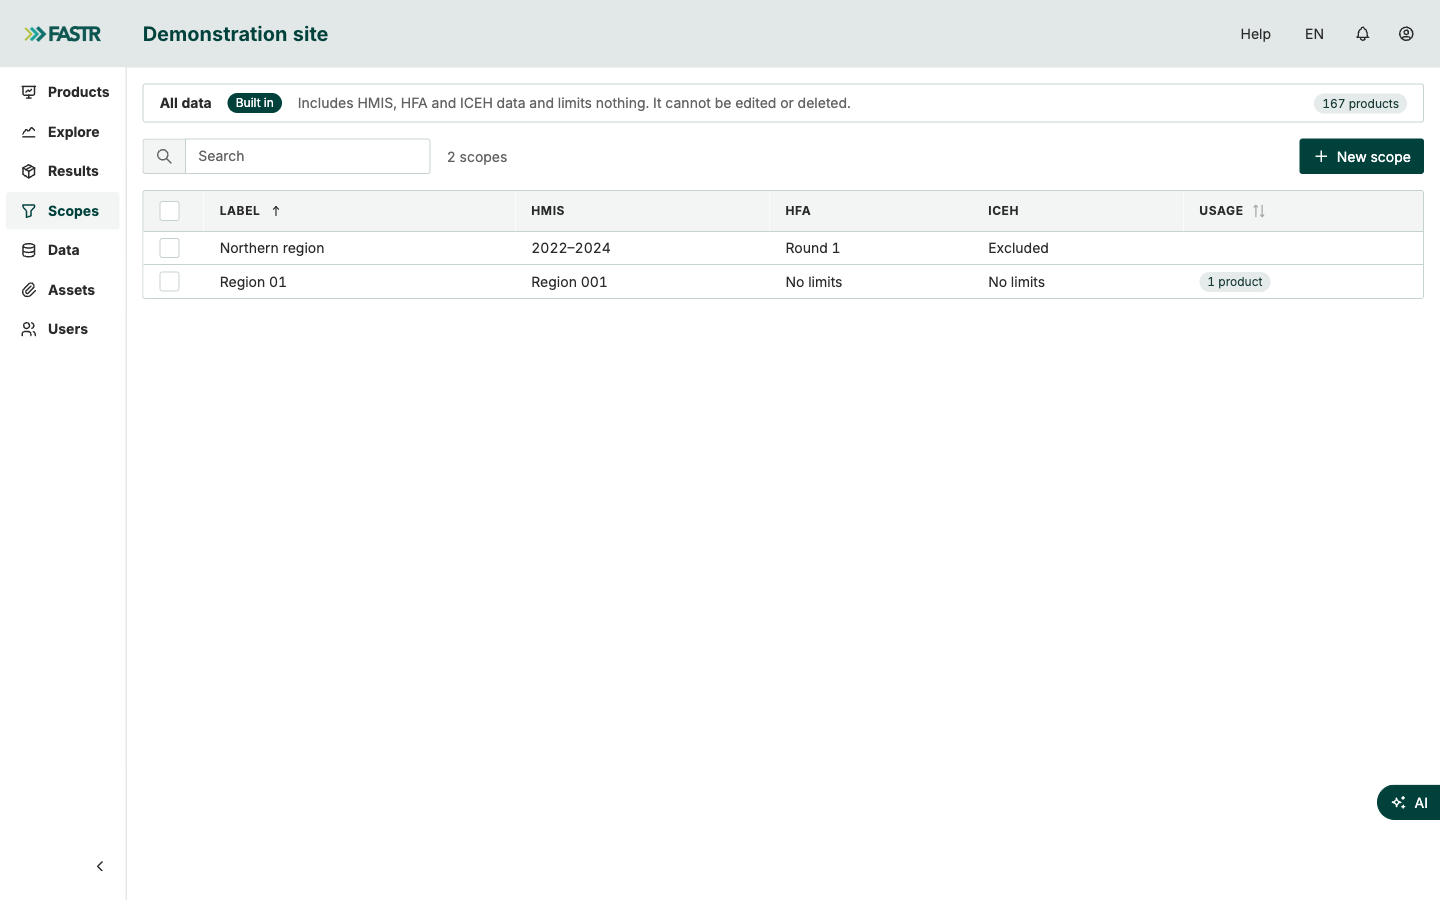 FASTR
Demonstration site
Help
EN
Products
Explore
Results
Scopes
Data
Assets
Users
All data
Built in
Includes HMIS, HFA and ICEH data and limits nothing. It cannot be edited or deleted.
167 products
Search
2 scopes
New scope
LABEL HMIS HFA ICEH USAGE
Northern region 2022–2024 Round 1 Excluded
Region 01 Region 001 No limits No limits 1 product
AI